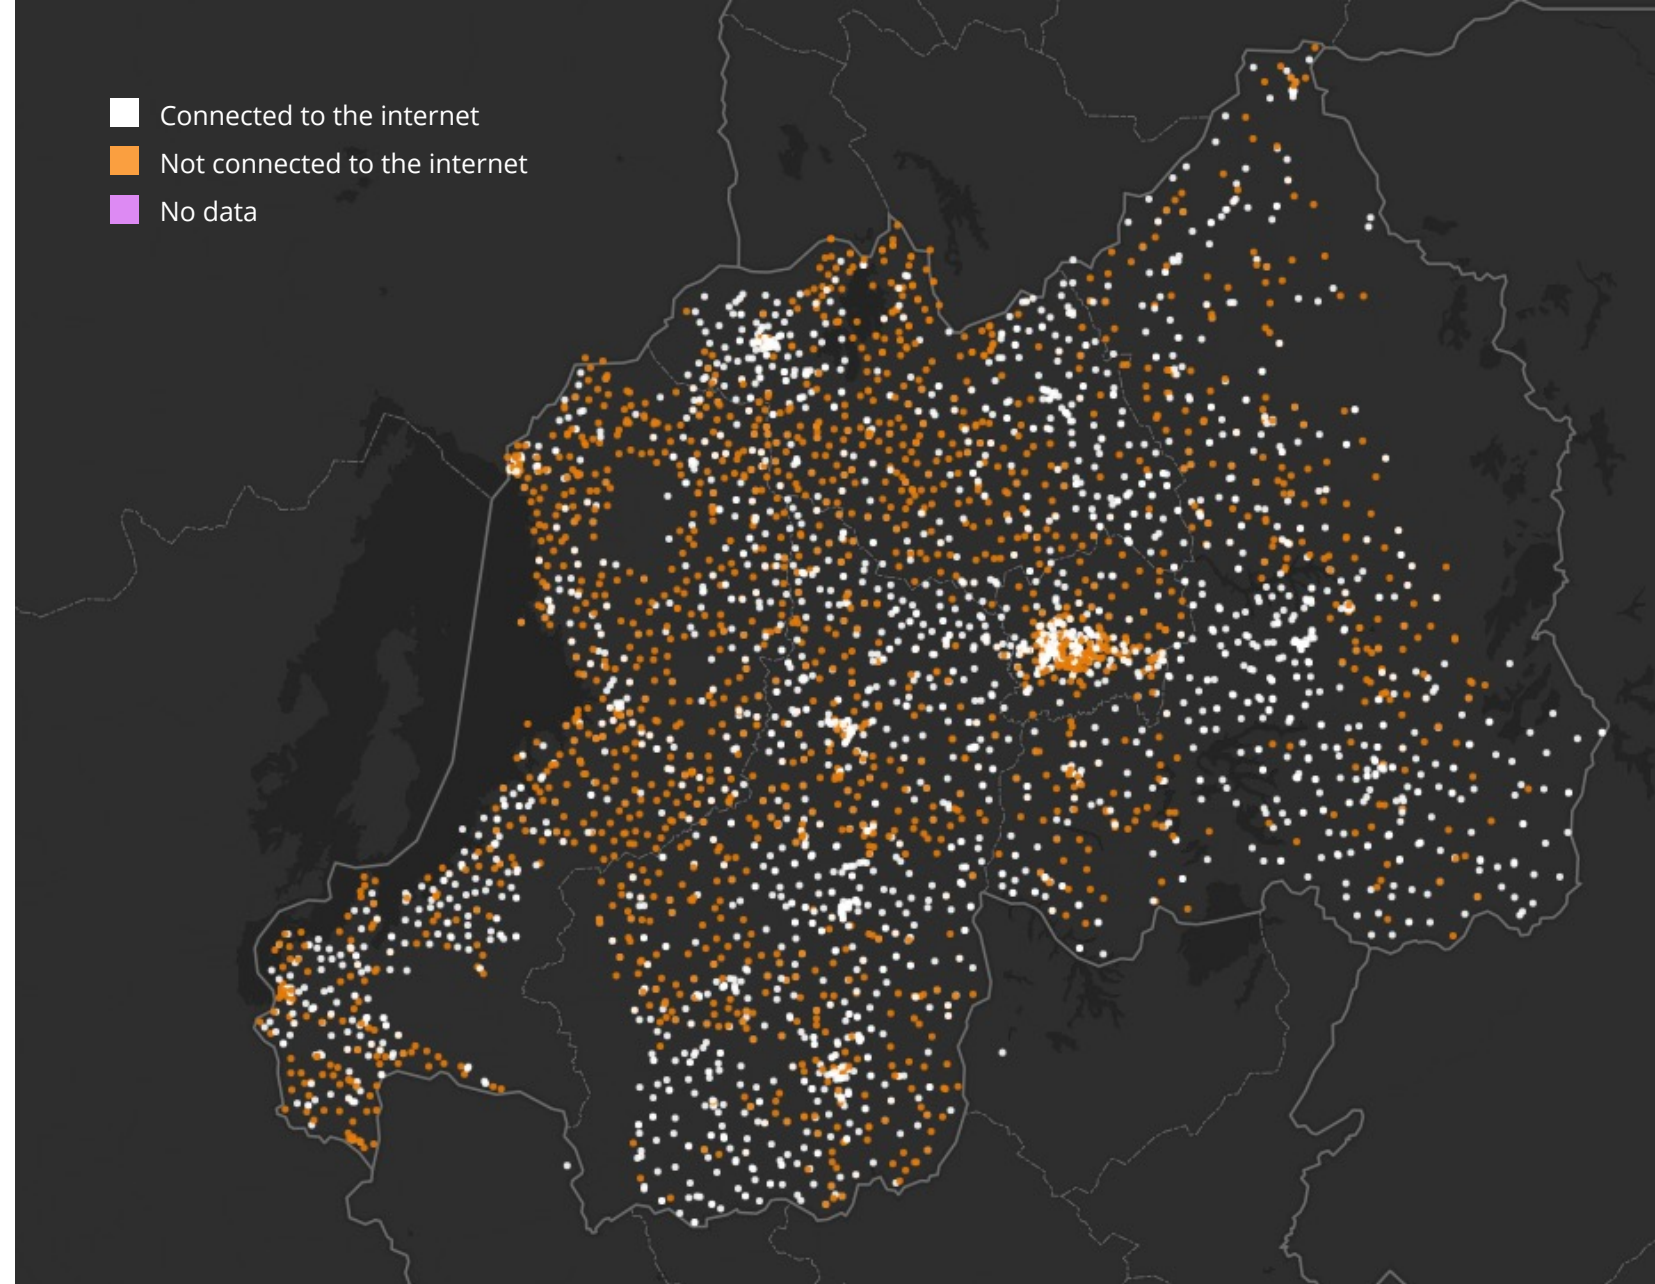 Connected to the internet
Not connected to the internet
No data